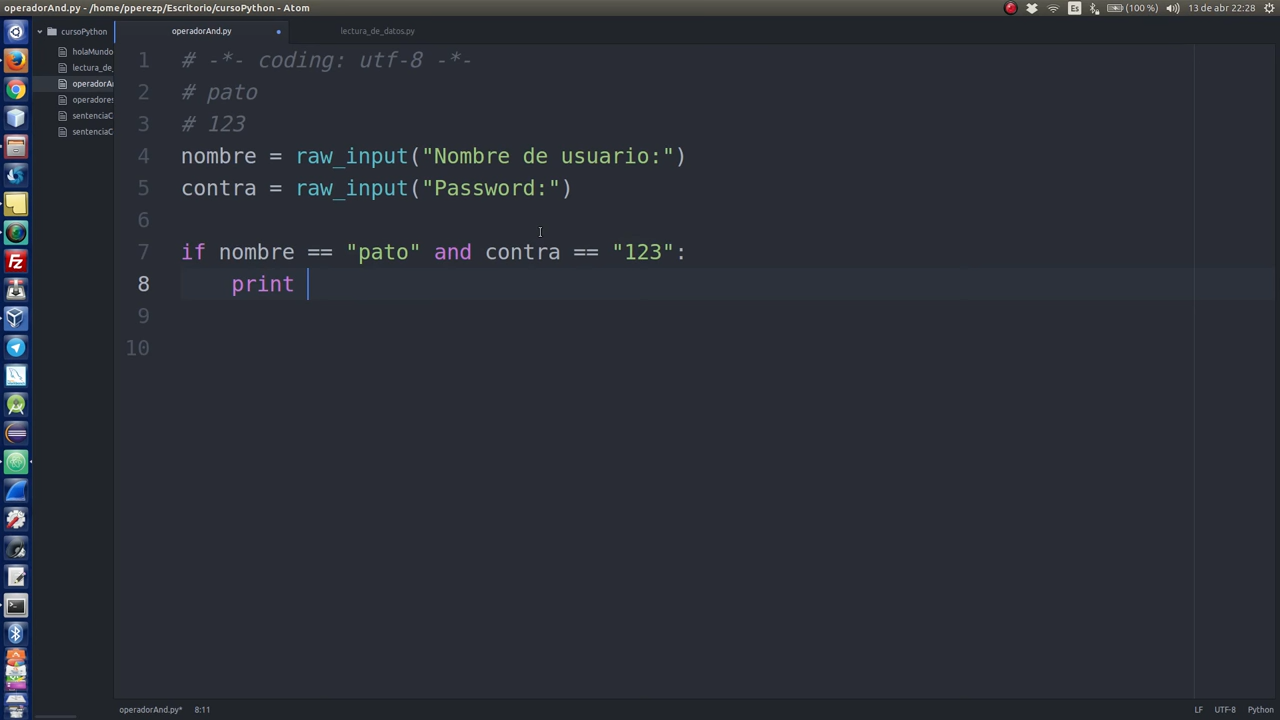 operadorAnd.py - /home/pperezp/Escritorio/cursoPython - Atom
Es (100 %) 13 de abr 22:28
cursoPython
holaMundo
lectura_de_
operadorAn
operadores
sentenciaC
sentenciaC
operadorAnd.py lectura_de_datos.py
1 # -*- coding: utf-8 -*-
2 # pato
3 # 123
4 nombre = raw_input("Nombre de usuario:")
5 contra = raw_input("Password:")
6
7 if nombre == "pato" and contra == "123":
8 print
9
10
operadorAnd.py* 8:11 LF UTF-8 Python